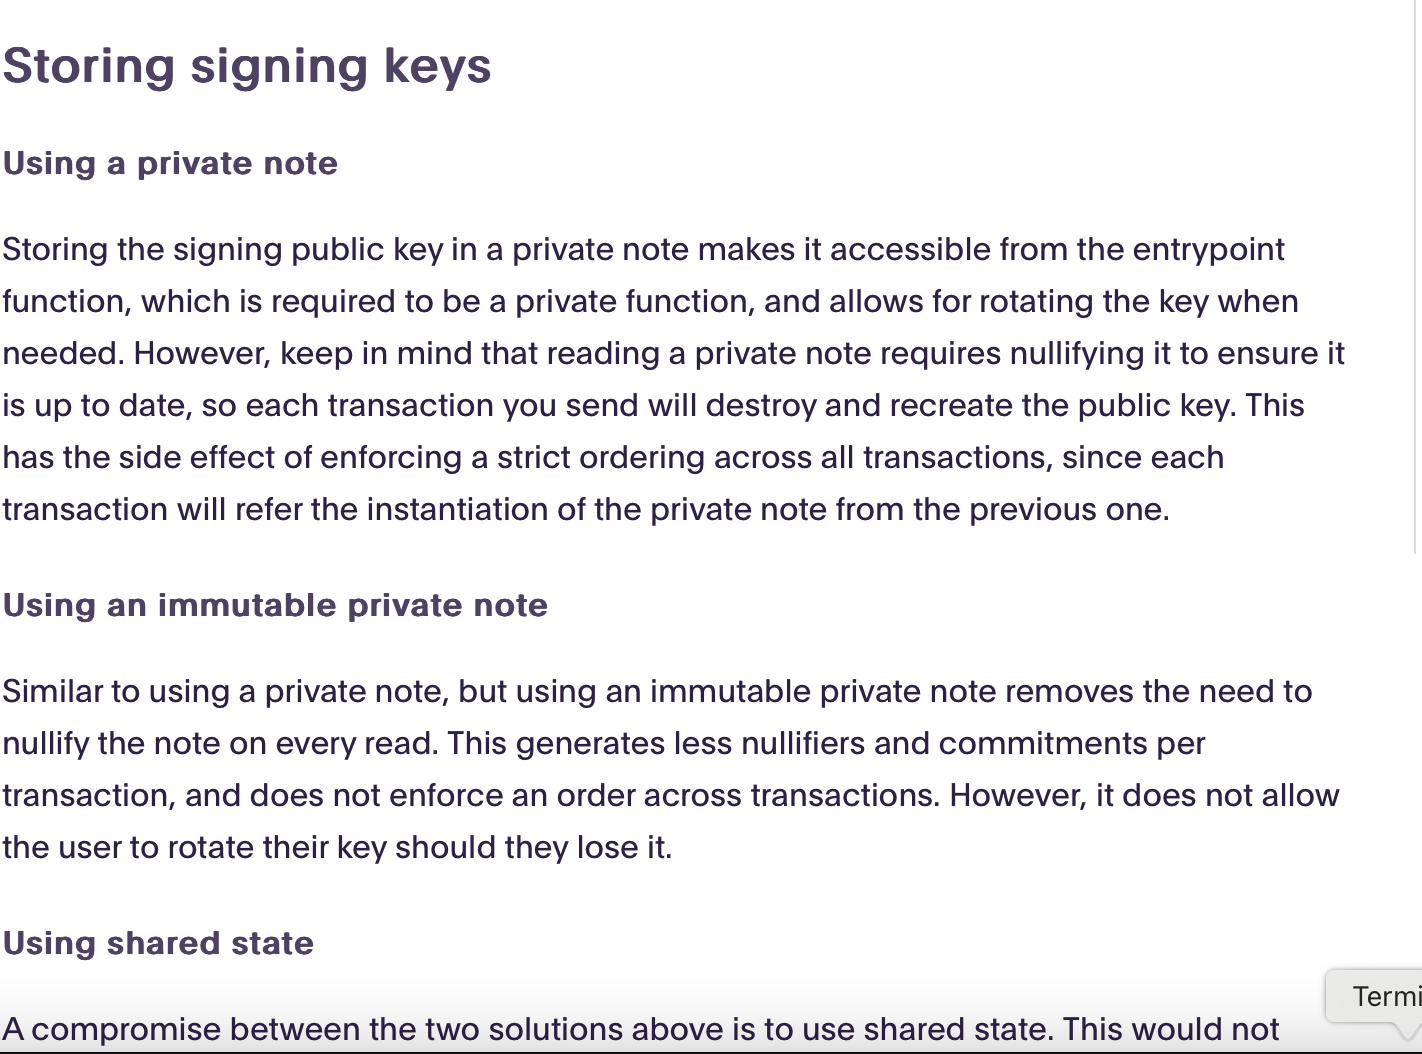 Storing signing keys
Using a private note
Storing the signing public key in a private note makes it accessible from the entrypoint
function, which is required to be a private function, and allows for rotating the key when
needed. However, keep in mind that reading a private note requires nullifying it to ensure it
is up to date, so each transaction you send will destroy and recreate the public key. This
has the side effect of enforcing a strict ordering across all transactions, since each
transaction will refer the instantiation of the private note from the previous one.
Using an immutable private note
Similar to using a private note, but using an immutable private note removes the need to
nullify the note on every read. This generates less nullifiers and commitments per
transaction, and does not enforce an order across transactions. However, it does not allow
the user to rotate their key should they lose it.
Using shared state
Termi
A compromise between the two solutions above is to use shared state. This would not